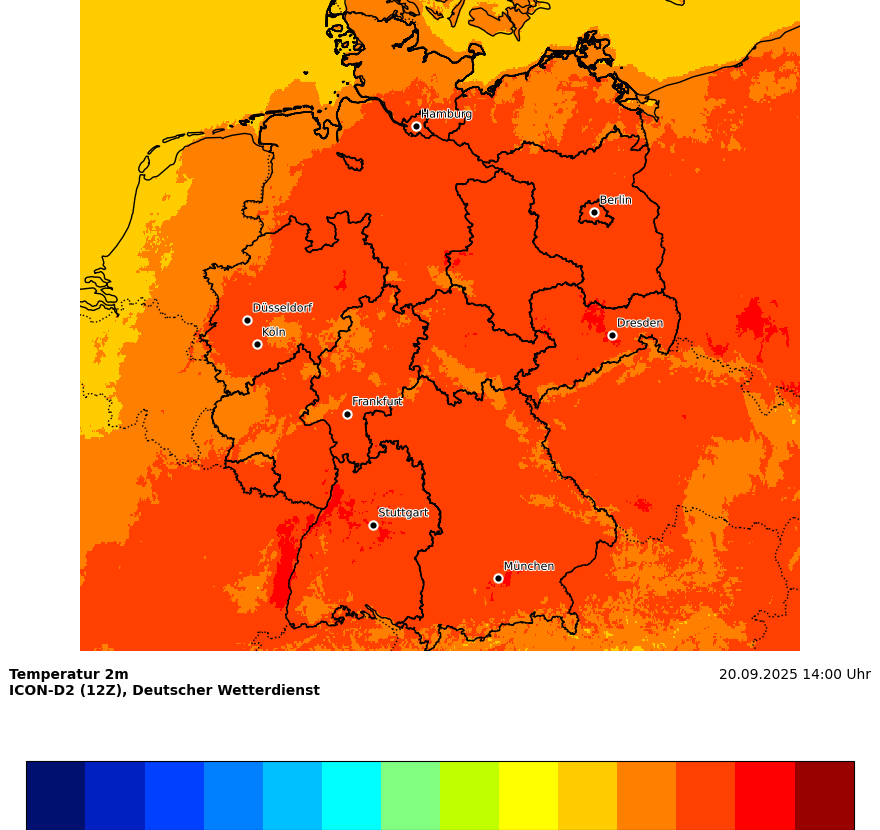 Hamburg
Berlin
Düsseldorf
Dresden
Köln
Frankfurt
Stuttgart
München
Temperatur 2m
20.09.2025 14:00 Uhr
ICON-D2 (12Z), Deutscher Wetterdienst